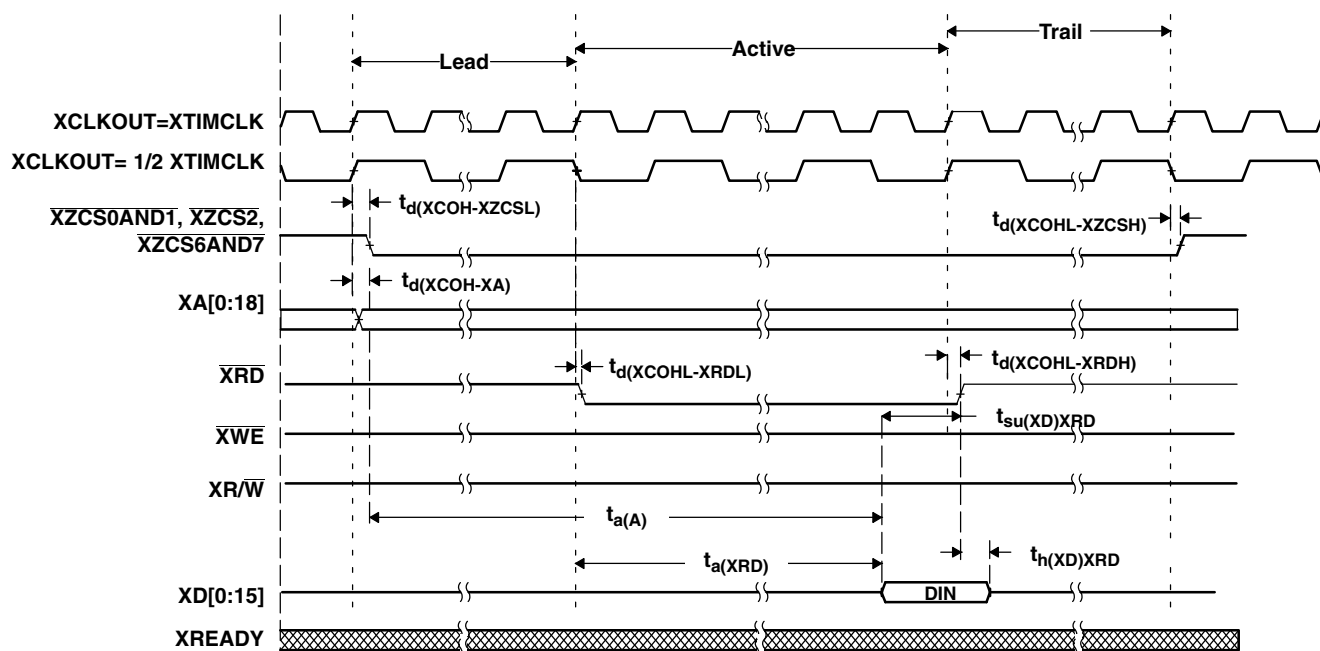 Lead
Active
Trail
XCLKOUT=XTIMCLK
XCLKOUT= 1/2 XTIMCLK
XZCS0AND1, XZCS2,
XZCS6AND7
td(XCOH-XZCSL)
td(XCOHL-XZCSH)
td(XCOH-XA)
XA[0:18]
XRD
td(XCOHL-XRDL)
td(XCOHL-XRDH)
tsu(XD)XRD
XWE
XR/W
ta(A)
ta(XRD)
th(XD)XRD
XD[0:15]
DIN
XREADY